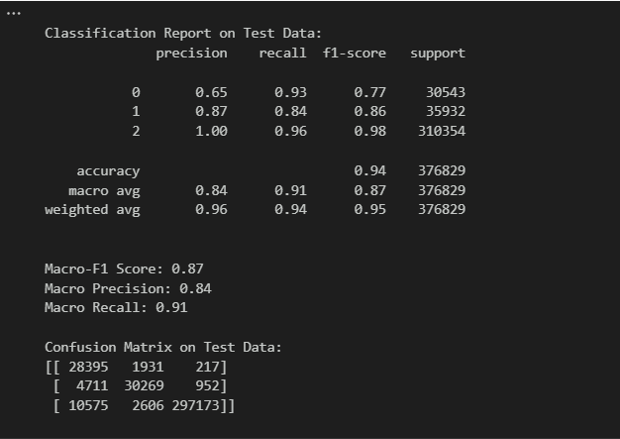 ...
Classification Report on Test Data:
              precision    recall  f1-score   support

           0       0.65      0.93      0.77     30543
           1       0.87      0.84      0.86     35932
           2       1.00      0.96      0.98    310354

    accuracy                           0.94    376829
   macro avg       0.84      0.91      0.87    376829
weighted avg       0.96      0.94      0.95    376829

Macro-F1 Score: 0.87
Macro Precision: 0.84
Macro Recall: 0.91

Confusion Matrix on Test Data:
[[ 28395   1931    217]
 [  4711  30269    952]
 [ 10575   2606 297173]]